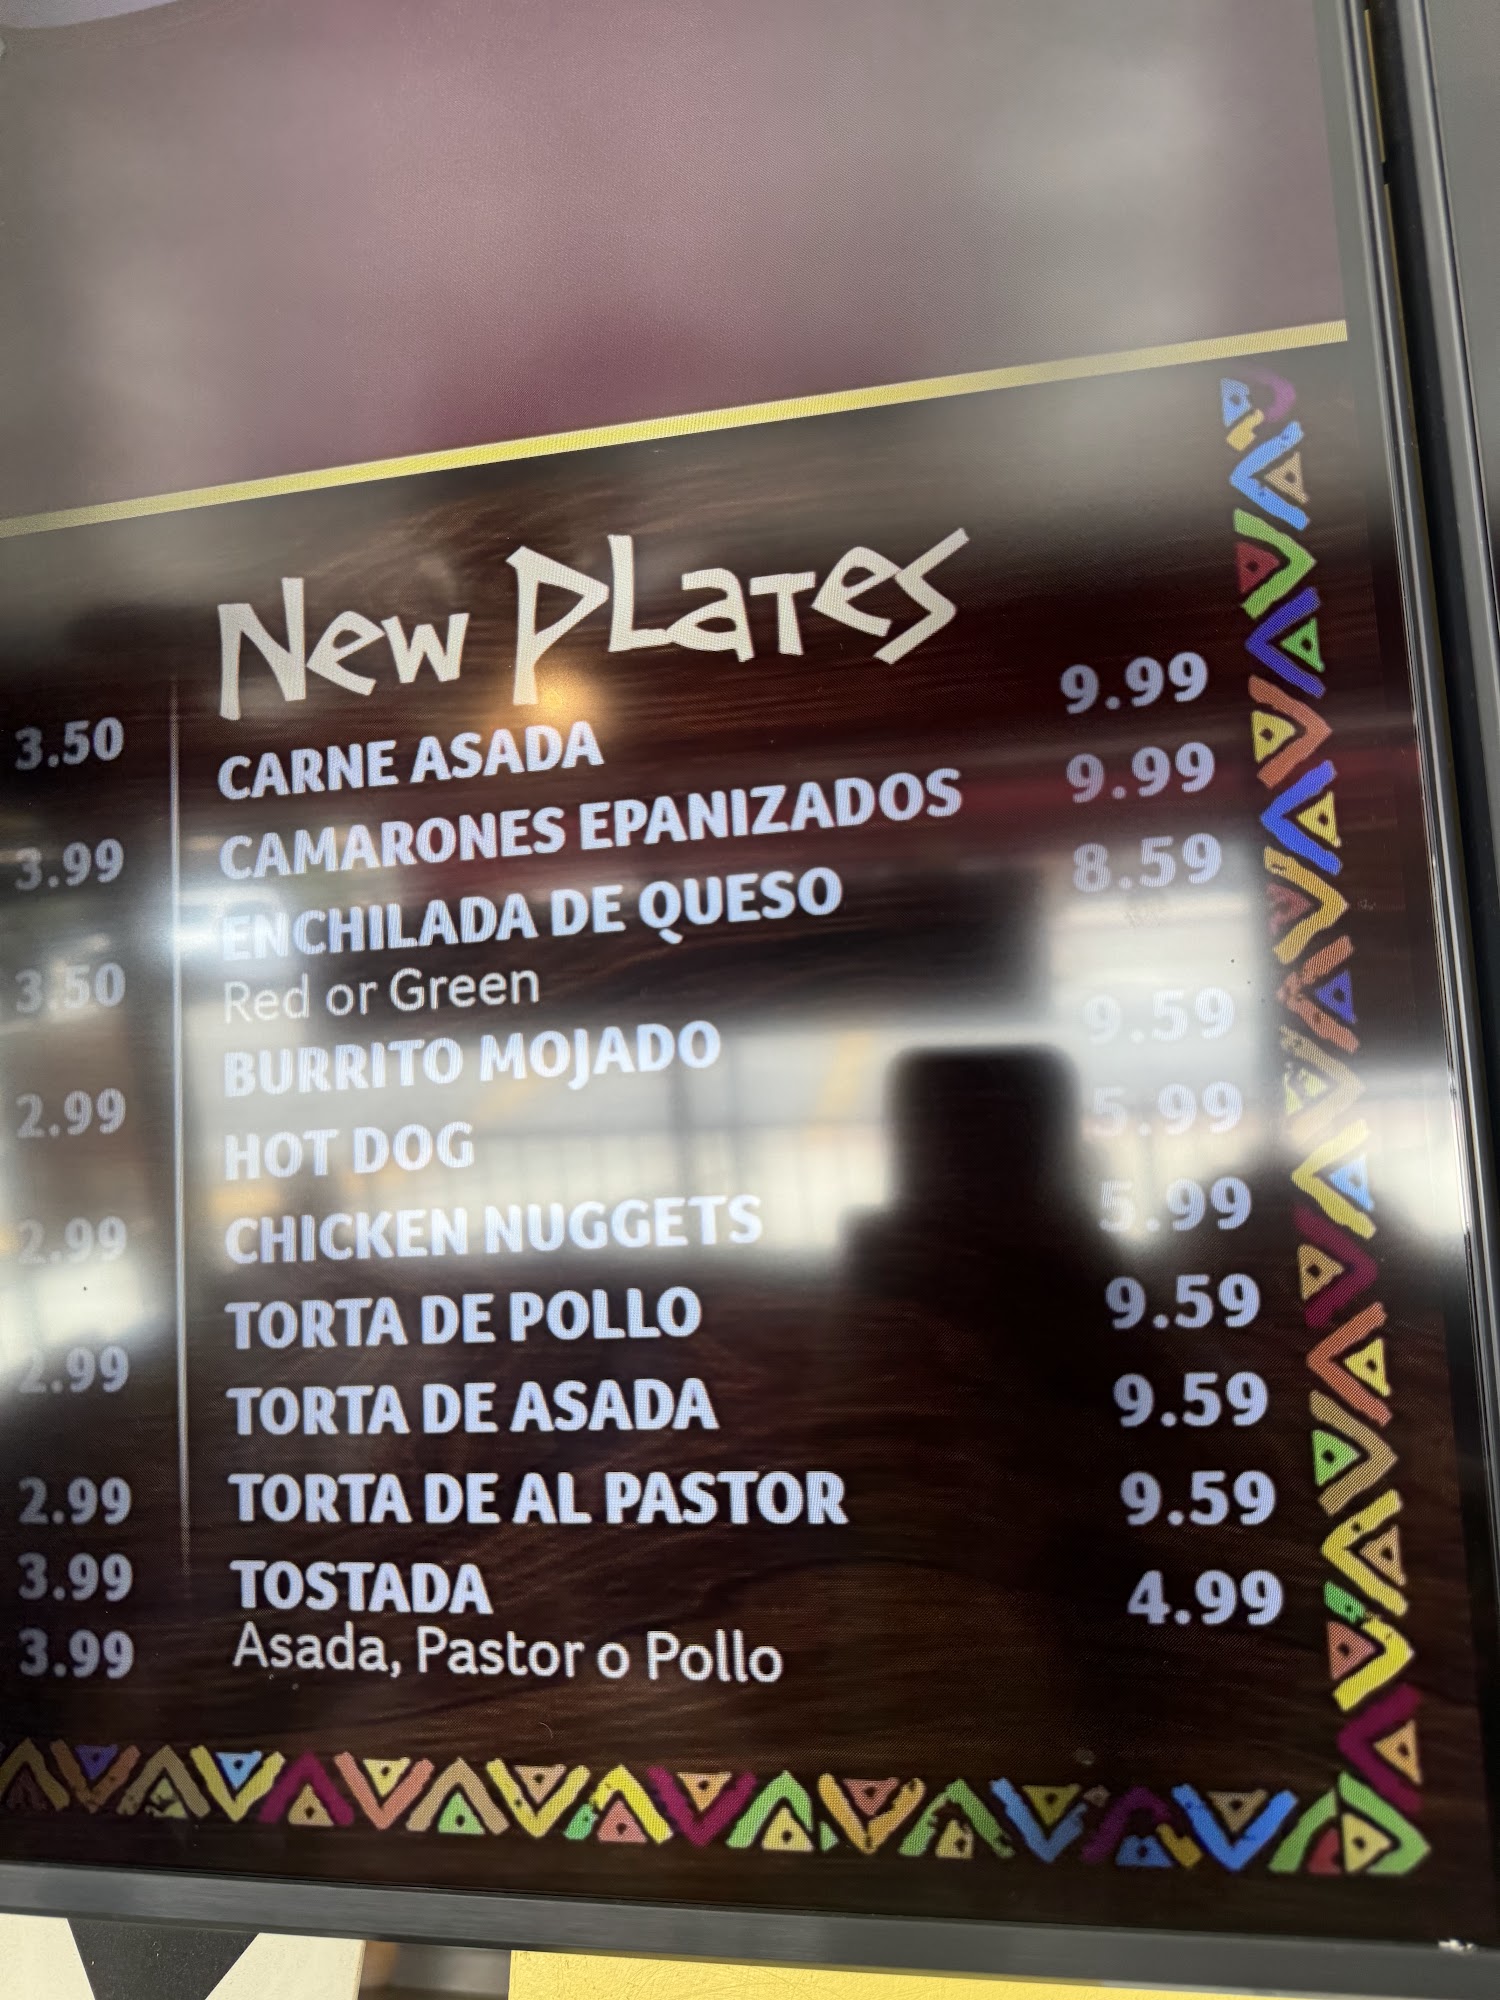 New Plates
3.50
3.99
3.50
2.99
2.99
2.99
2.99
3.99
3.99
CARNE ASADA 9.99
CAMARONES EPANIZADOS 9.99
ENCHILADA DE QUESO 8.59
Red or Green
BURRITO MOJADO 9.59
HOT DOG 5.99
CHICKEN NUGGETS 5.99
TORTA DE POLLO 9.59
TORTA DE ASADA 9.59
TORTA DE AL PASTOR 9.59
TOSTADA 4.99
Asada, Pastor o Pollo